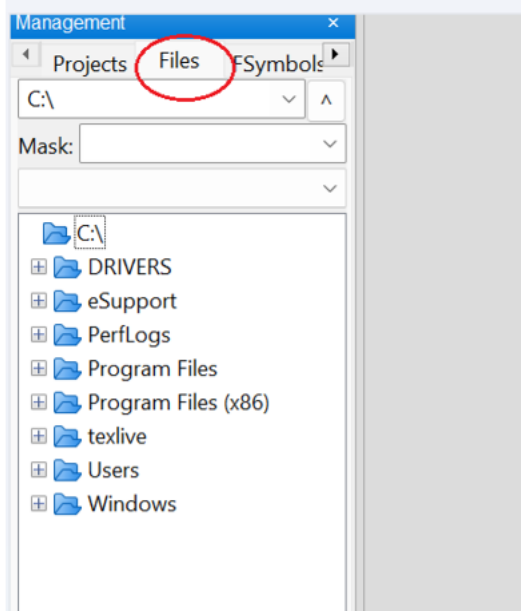 Management
Projects Files FSymbols
C:\
Mask:
C:\
DRIVERS
eSupport
PerfLogs
Program Files
Program Files (x86)
texlive
Users
Windows